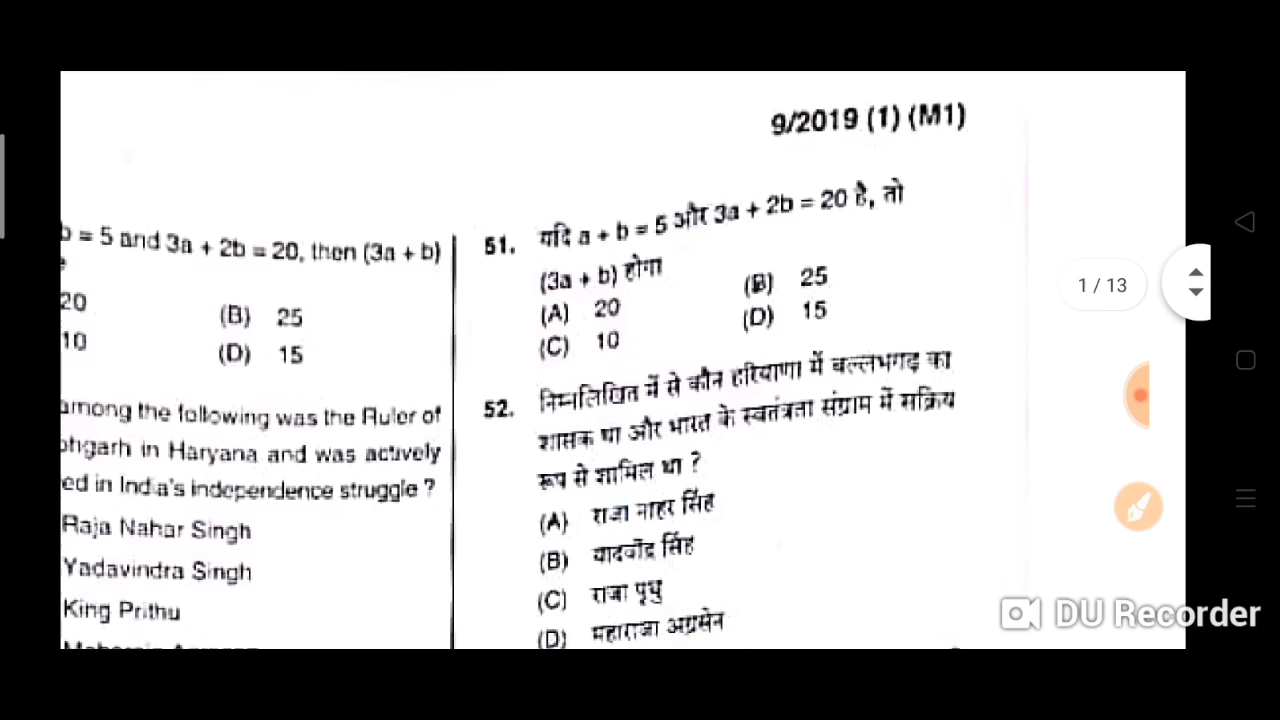 9/2019 (1) (M1)
b = 5 and 3a + 2b = 20, then (3a + b)
20 (B) 25
10 (D) 15
among the following was the Ruler of
bhgarh in Haryana and was actively
ed in India's independence struggle ?
Raja Nahar Singh
Yadavindra Singh
King Prithu
51. यदि a + b = 5 और 3a + 2b = 20 है, तो
(3a + b) होगा
(A) 20 (B) 25
(C) 10 (D) 15
52. निम्नलिखित में से कौन हरियाणा में बल्लभगढ़ का
शासक था और भारत के स्वतंत्रता संग्राम में सक्रिय
रूप से शामिल था ?
(A) राजा नाहर सिंह
(B) यादवींद्र सिंह
(C) राजा पृथु
(D) महाराजा अग्रसेन
1 / 13
DU Recorder